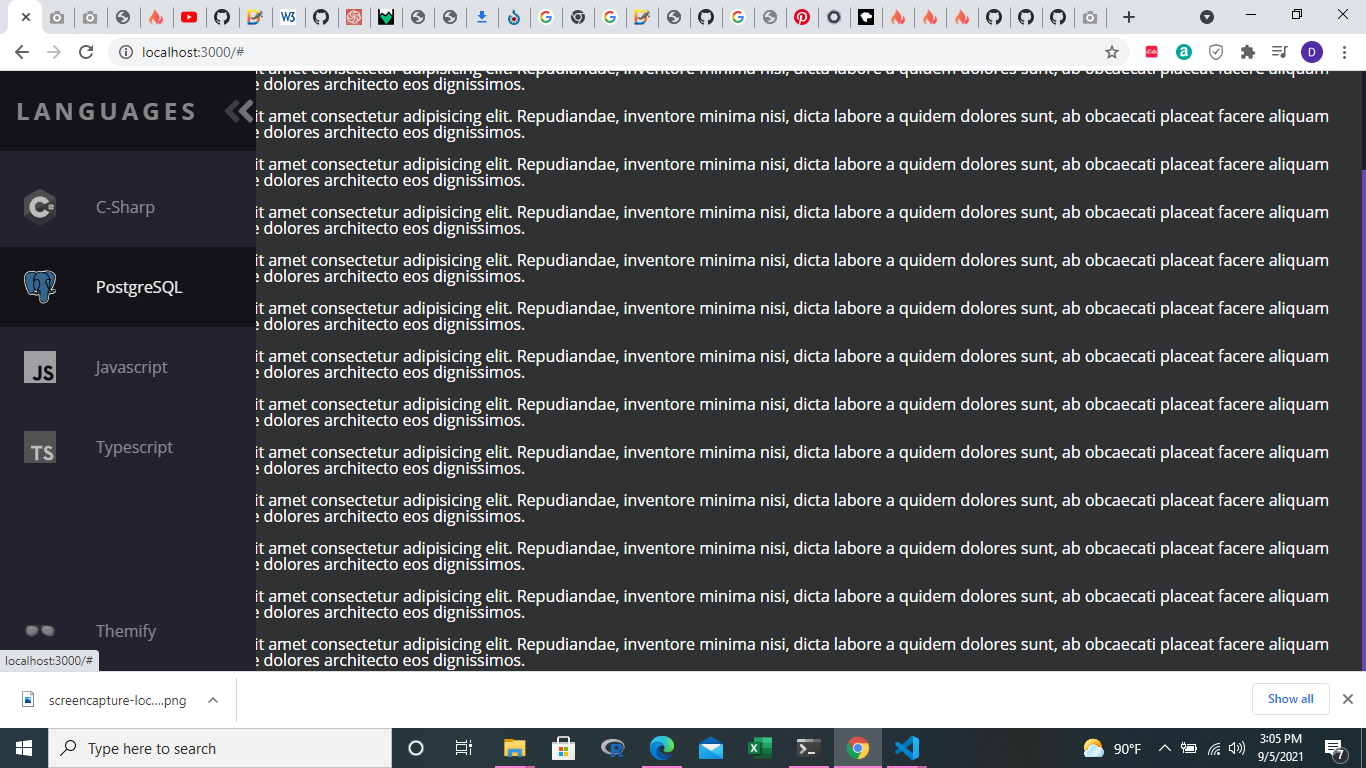 localhost:3000/#
D
LANGUAGES
C-Sharp
PostgreSQL
JS
Javascript
TS
Typescript
Themify
it amet consectetur adipisicing elit. Repudiandae, inventore minima nisi, dicta labore a quidem dolores sunt, ab obcaecati placeat facere aliquam
e dolores architecto eos dignissimos.
it amet consectetur adipisicing elit. Repudiandae, inventore minima nisi, dicta labore a quidem dolores sunt, ab obcaecati placeat facere aliquam
e dolores architecto eos dignissimos.
it amet consectetur adipisicing elit. Repudiandae, inventore minima nisi, dicta labore a quidem dolores sunt, ab obcaecati placeat facere aliquam
e dolores architecto eos dignissimos.
it amet consectetur adipisicing elit. Repudiandae, inventore minima nisi, dicta labore a quidem dolores sunt, ab obcaecati placeat facere aliquam
e dolores architecto eos dignissimos.
it amet consectetur adipisicing elit. Repudiandae, inventore minima nisi, dicta labore a quidem dolores sunt, ab obcaecati placeat facere aliquam
e dolores architecto eos dignissimos.
it amet consectetur adipisicing elit. Repudiandae, inventore minima nisi, dicta labore a quidem dolores sunt, ab obcaecati placeat facere aliquam
e dolores architecto eos dignissimos.
it amet consectetur adipisicing elit. Repudiandae, inventore minima nisi, dicta labore a quidem dolores sunt, ab obcaecati placeat facere aliquam
e dolores architecto eos dignissimos.
it amet consectetur adipisicing elit. Repudiandae, inventore minima nisi, dicta labore a quidem dolores sunt, ab obcaecati placeat facere aliquam
e dolores architecto eos dignissimos.
it amet consectetur adipisicing elit. Repudiandae, inventore minima nisi, dicta labore a quidem dolores sunt, ab obcaecati placeat facere aliquam
e dolores architecto eos dignissimos.
it amet consectetur adipisicing elit. Repudiandae, inventore minima nisi, dicta labore a quidem dolores sunt, ab obcaecati placeat facere aliquam
e dolores architecto eos dignissimos.
it amet consectetur adipisicing elit. Repudiandae, inventore minima nisi, dicta labore a quidem dolores sunt, ab obcaecati placeat facere aliquam
e dolores architecto eos dignissimos.
it amet consectetur adipisicing elit. Repudiandae, inventore minima nisi, dicta labore a quidem dolores sunt, ab obcaecati placeat facere aliquam
e dolores architecto eos dignissimos.
it amet consectetur adipisicing elit. Repudiandae, inventore minima nisi, dicta labore a quidem dolores sunt, ab obcaecati placeat facere aliquam
e dolores architecto eos dignissimos.
localhost:3000/#
screencapture-loc....png
Show all
Type here to search
90°F
3:05 PM
9/5/2021
7